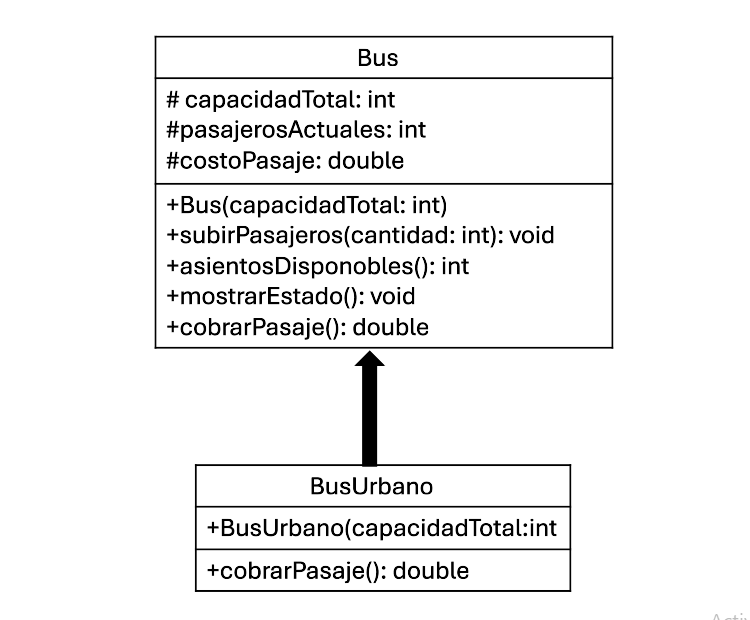 Bus
# capacidadTotal: int
#pasajerosActuales: int
#costoPasaje: double
+Bus(capacidadTotal: int)
+subirPasajeros(cantidad: int): void
+asientosDisponobles(): int
+mostrarEstado(): void
+cobrarPasaje(): double
BusUrbano
+BusUrbano(capacidadTotal:int
+cobrarPasaje(): double